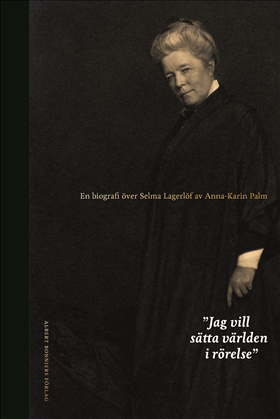 En biografi över Selma Lagerlöf av Anna-Karin Palm
"Jag vill
sätta världen
i rörelse"
ALBERT BONNIERS FÖRLAG